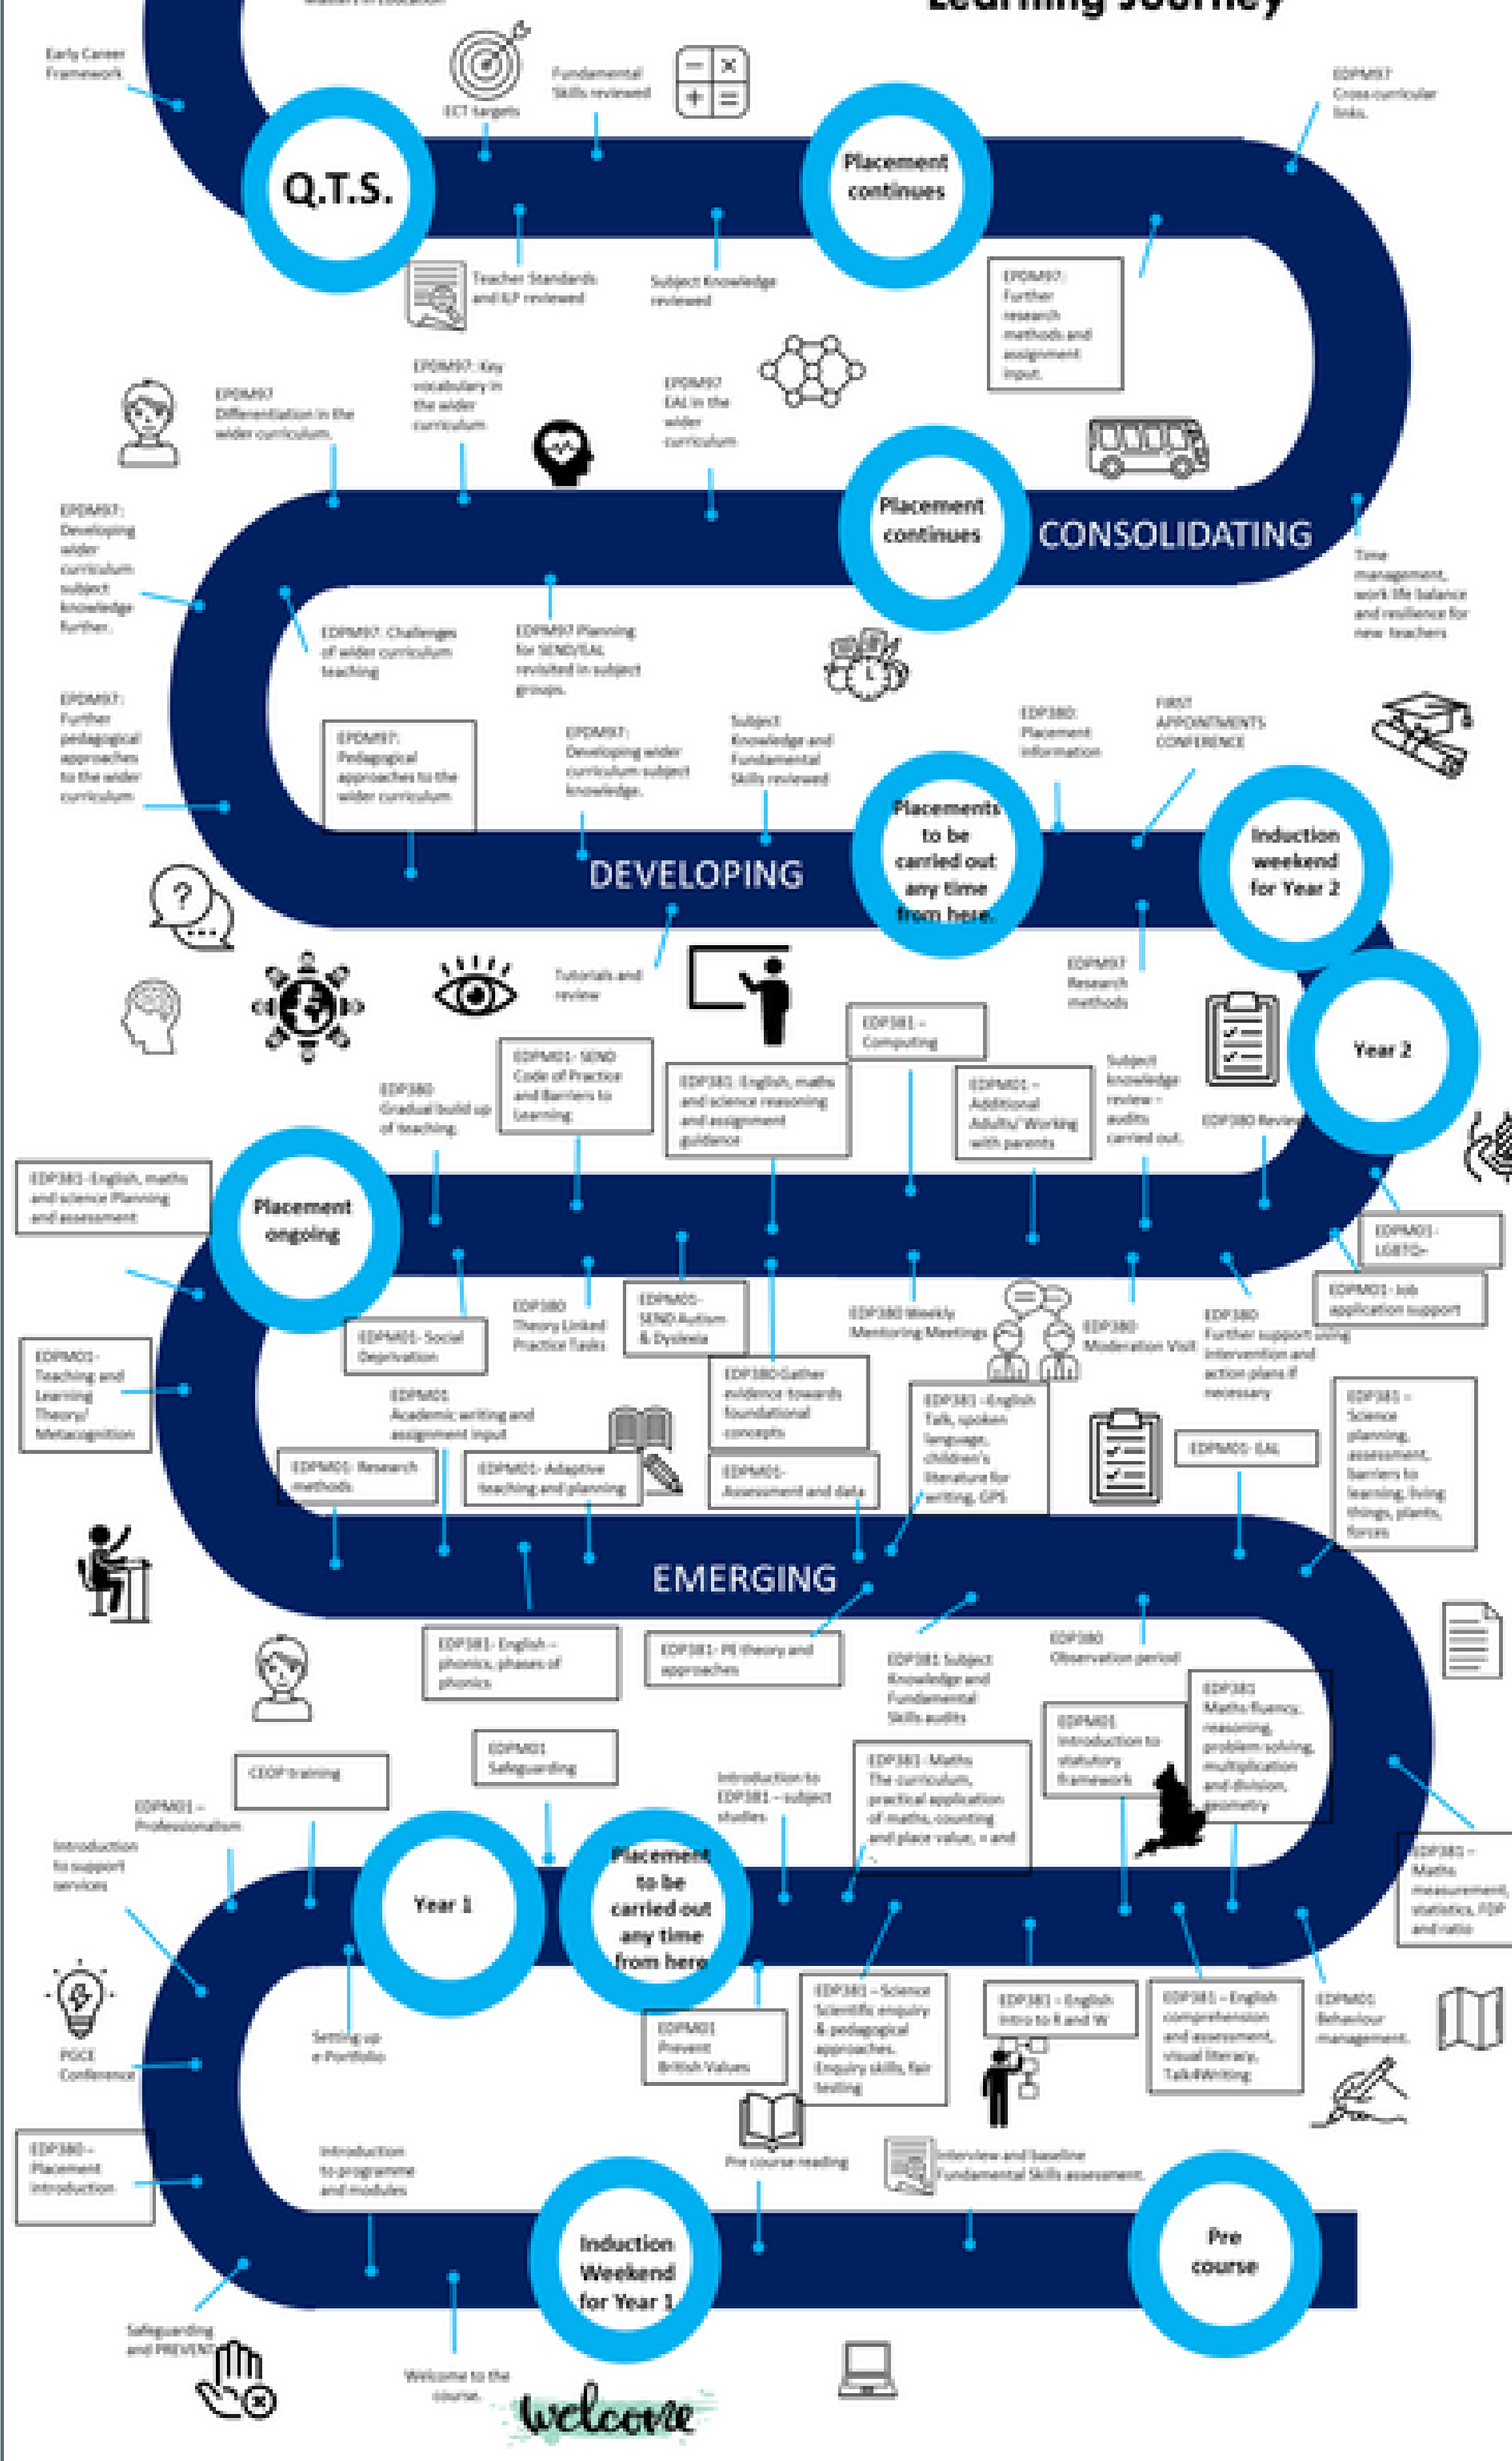 Masters in Education
Learning Journey
Early Career
Framework
ECT targets
Fundamental
Skills reviewed
EDPM97
Cross curricular
links.
Q.T.S.
Placement
continues
Teacher Standards
and ILP reviewed
Subject Knowledge
reviewed
EPDM97:
Further
research
methods and
assignment
input.
EPDM97
Differentiation in the
wider curriculum.
EPDM97: Key
vocabulary in
the wider
curriculum
EPDM97
EAL in the
wider
curriculum
Placement
continues
CONSOLIDATING
EPDM97:
Developing
wider
curriculum
subject
knowledge
further.
Time
management,
work life balance
and resilience for
new teachers
EDPM97: Challenges
of wider curriculum
teaching
EDPM97 Planning
for SEND/EAL
revisited in subject
groups.
EPDM97:
Further
pedagogical
approaches
to the wider
curriculum
EPDM97:
Pedagogical
approaches to the
wider curriculum
EPDM97:
Developing wider
curriculum subject
knowledge.
Subject
Knowledge and
Fundamental
Skills reviewed
EDP380:
Placement
information
FIRST
APPOINTMENTS
CONFERENCE
DEVELOPING
Placements
to be
carried out
any time
from here.
Induction
weekend
for Year 2
Tutorials and
review
EDPM97
Research
methods
Year 2
EDP380
Gradual build up
of teaching
EDPM01- SEND
Code of Practice
and Barriers to
Learning
EDP381: English, maths
and science reasoning
and assignment
guidance
EDP381 –
Computing
EDPM01 –
Additional
Adults/ Working
with parents
Subject
knowledge
review –
audits
carried out.
EDP380 Review
EDP381- English, maths
and science Planning
and assessment
Placement
ongoing
EDPM01-
LGBTQ+
EDPM01- Job
application support
EDPM01- Social
Deprivation
EDP380
Theory Linked
Practice Tasks
EDPM01-
SEND Autism
& Dyslexia
EDP380 Gather
evidence towards
foundational
concepts
EDP380 Weekly
Mentoring Meetings
EDP380
Moderation Visit
EDP380
Further support using
intervention and
action plans if
necessary
EDPM01-
Teaching and
Learning
Theory/
Metacognition
EDPM01
Academic writing and
assignment input
EDPM01- Research
methods
EDPM01- Adaptive
teaching and planning
EDPM01-
Assessment and data
EDP381 –English
Talk, spoken
language,
children's
literature for
writing, GPS
EDPM01- EAL
EDP381 –
Science
planning,
assessment,
barriers to
learning, living
things, plants,
forces
EMERGING
EDP381- English –
phonics, phases of
phonics
EDP381- PE theory and
approaches
EDP381 Subject
Knowledge and
Fundamental
Skills audits
EDP380
Observation period
EDPM01
Introduction to
statutory
framework
EDP381
Maths fluency,
reasoning,
problem solving,
multiplication
and division,
geometry
EDP381 –
Maths
measurement,
statistics, FDP
and ratio
CEOP training
EDPM01
Safeguarding
Introduction to
EDP381 – subject
studies
EDP381- Maths
The curriculum,
practical application
of maths, counting
and place value, + and
-.
EDPM01 –
Professionalism
Introduction
to support
services
Year 1
Placement
to be
carried out
any time
from here
Setting up
e-Portfolio
PGCE
Conference
EDPM01
Prevent
British Values
EDP381 – Science
Scientific enquiry
& pedagogical
approaches.
Enquiry skills, fair
testing
EDP381 – English
Intro to R and W
EDP381 – English
comprehension
and assessment,
visual literacy,
Talk4Writing
EDPM01
Behaviour
management.
EDP380 –
Placement
introduction
Introduction
to programme
and modules
Pre course reading
Interview and baseline
Fundamental Skills assessment.
Induction
Weekend
for Year 1
Pre
course
Safeguarding
and PREVENT
Welcome to the
course.
welcome